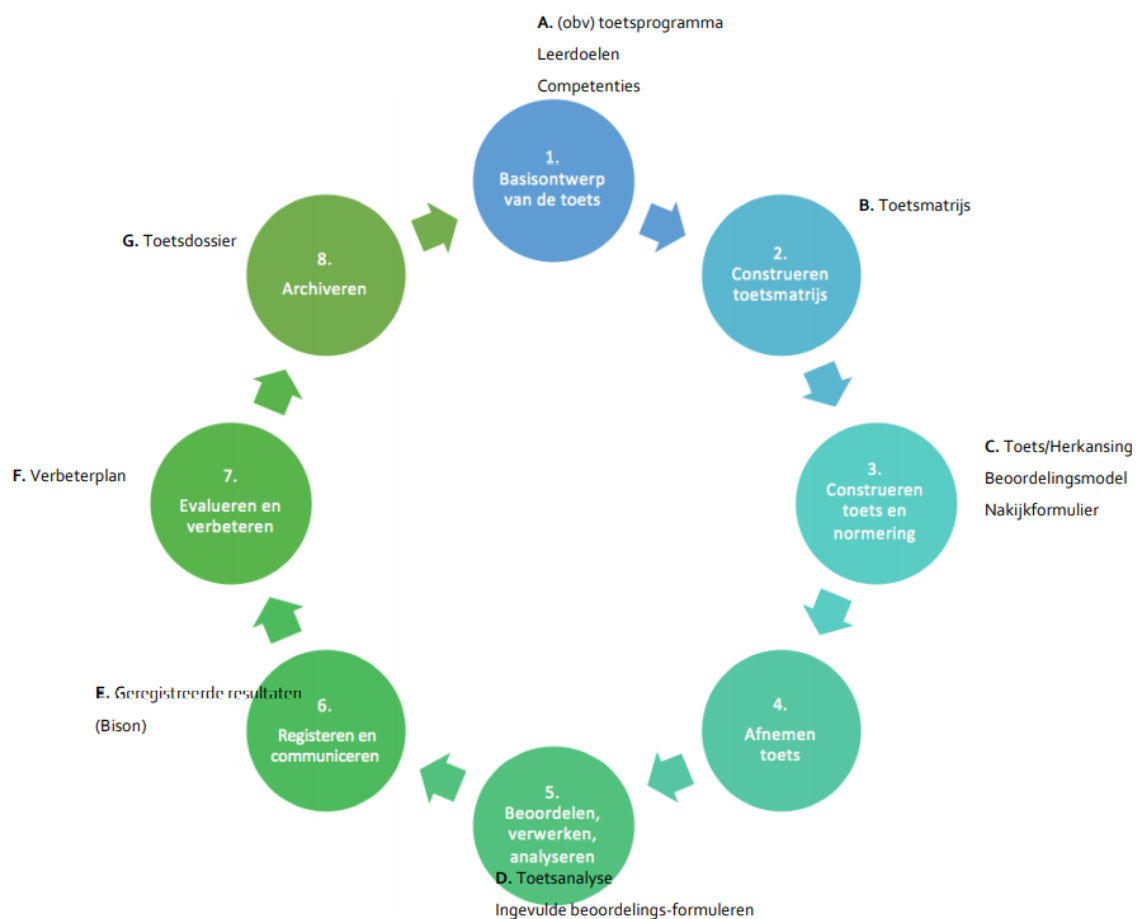 A. (obv) toetsprogramma
Leerdoelen
Competenties
1.
Basisontwerp
van de toets
B. Toetsmatrijs
2.
Construeren
toetsmatrijs
C. Toets/Herkansing
Beoordelingsmodel
Nakijkformulier
3.
Construeren
toets en
normering
4.
Afnemen
toets
5.
Beoordelen,
verwerken,
analyseren
D. Toetsanalyse
Ingevulde beoordelings-formuleren
E. Geregistreerde resultaten
(Bison)
6.
Registeren en
communiceren
F. Verbeterplan
7.
Evalueren en
verbeteren
G. Toetsdossier
8.
Archiveren